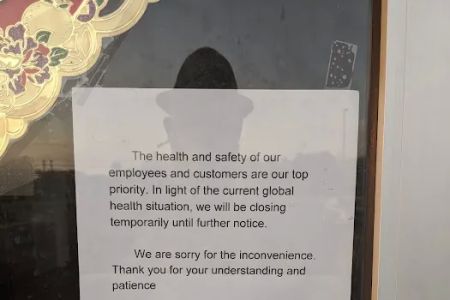 The health and safety of our
employees and customers are our top
priority. In light of the current global
health situation, we will be closing
temporarily until further notice.
We are sorry for the inconvenience.
Thank you for your understanding and
patience